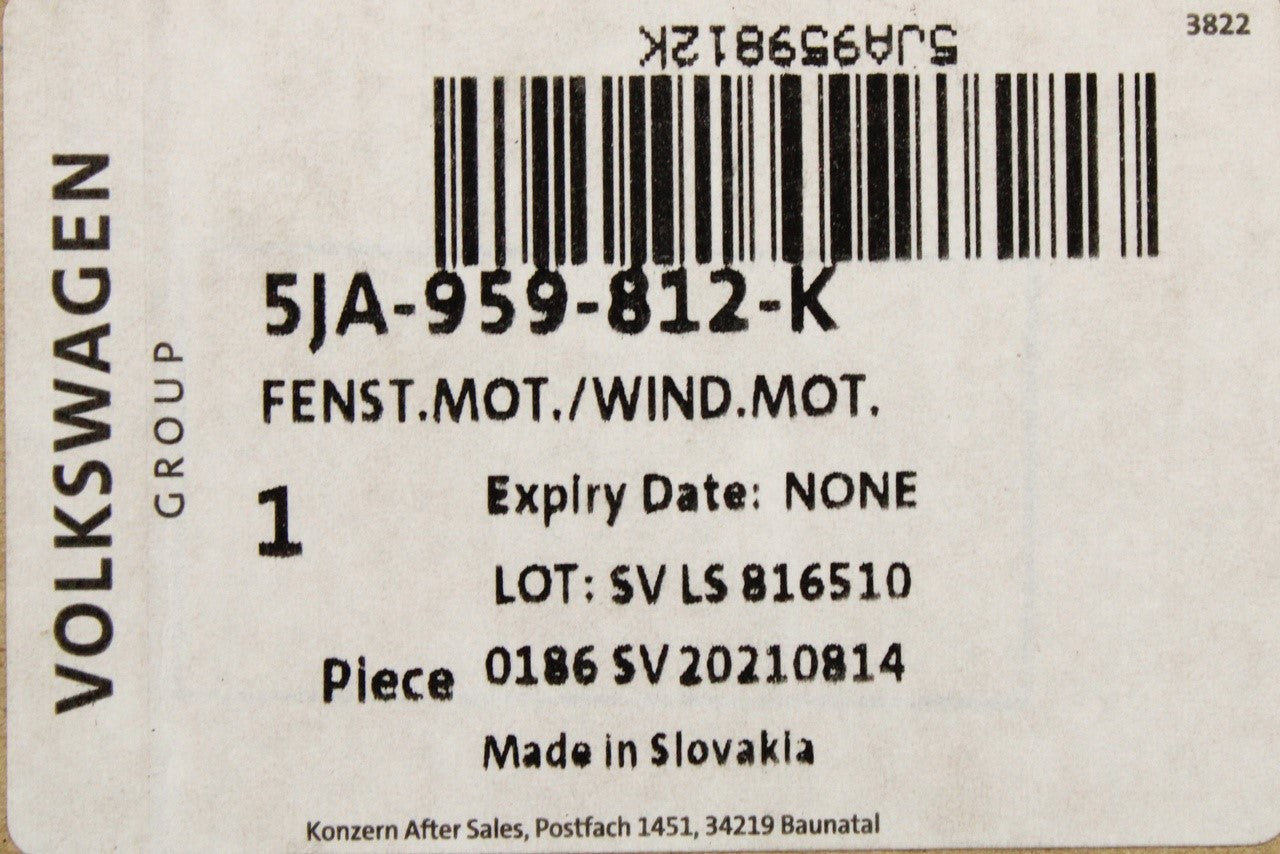 3822
5JA959812K
VOLKSWAGEN
GROUP
5JA-959-812-K
FENST.MOT./WIND.MOT.
1
Expiry Date: NONE
LOT: SV LS 816510
Piece
0186 SV 20210814
Made in Slovakia
Konzern After Sales, Postfach 1451, 34219 Baunatal